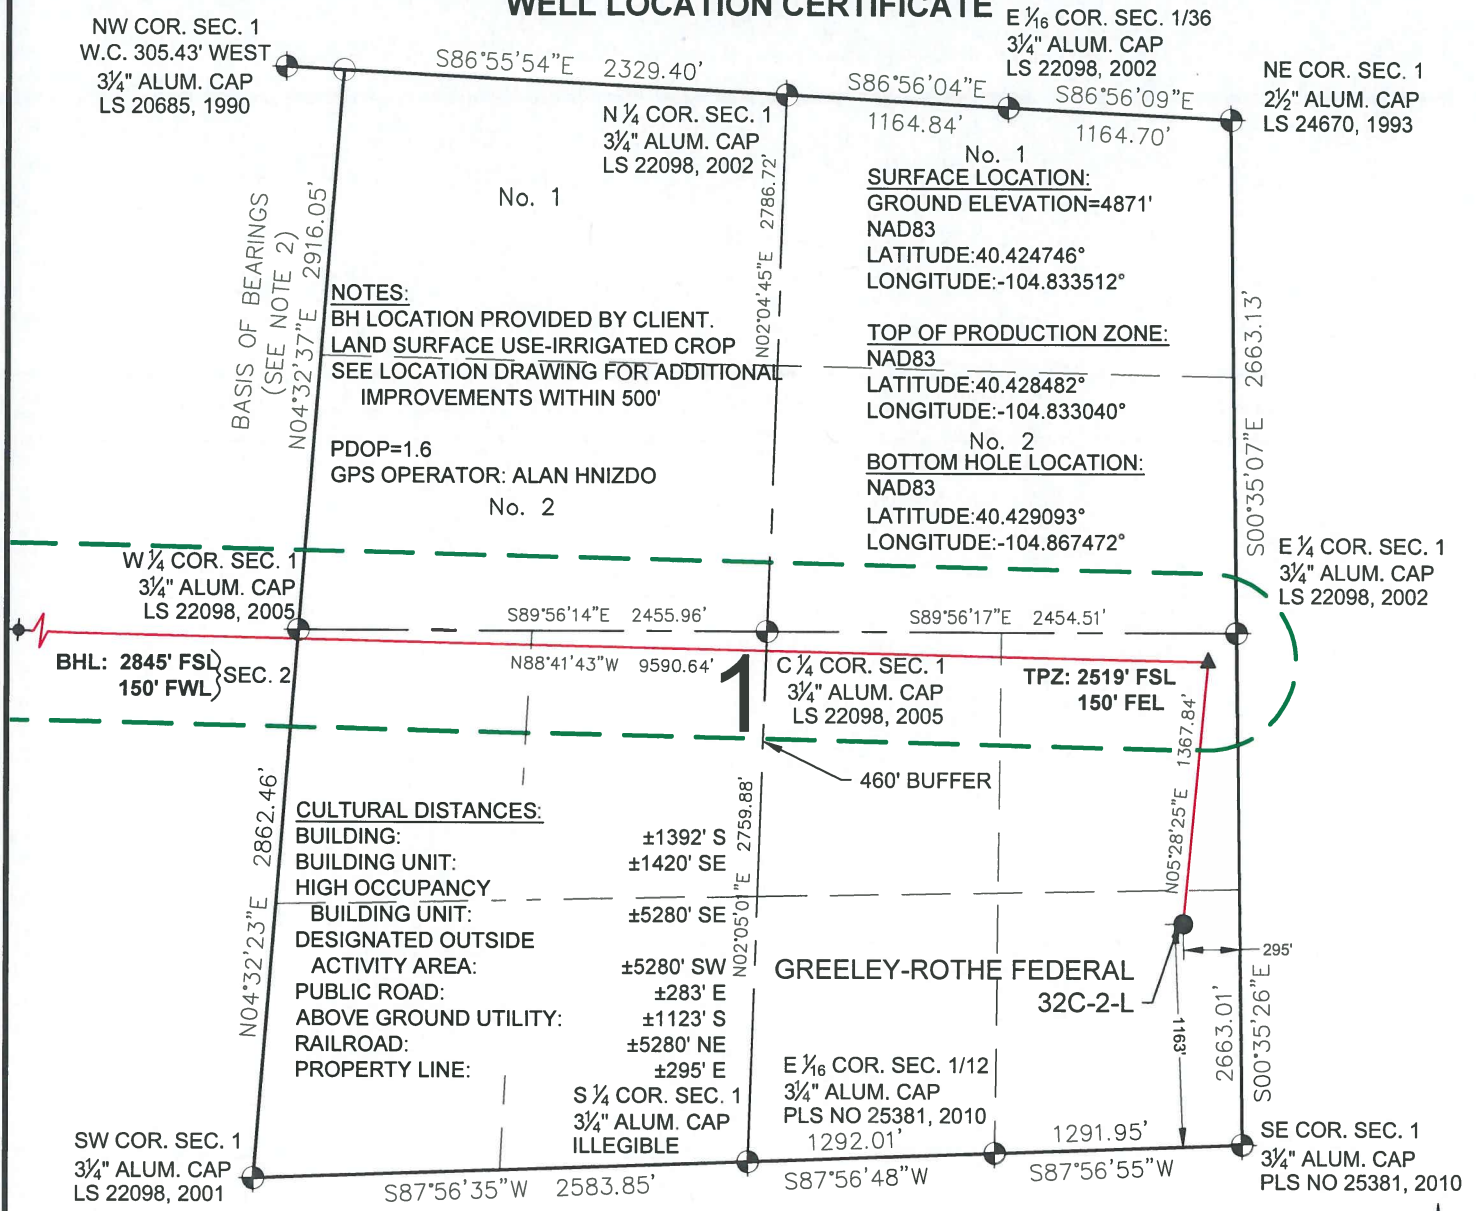 WELL LOCATION CERTIFICATE
NW COR. SEC. 1
W.C. 305.43' WEST
3¼" ALUM. CAP
LS 20685, 1990
S86°55'54"E 2329.40'
N ¼ COR. SEC. 1
3¼" ALUM. CAP
LS 22098, 2002
S86°56'04"E
1164.84'
E 1⁄16 COR. SEC. 1/36
3¼" ALUM. CAP
LS 22098, 2002
S86°56'09"E
1164.70'
NE COR. SEC. 1
2½" ALUM. CAP
LS 24670, 1993
BASIS OF BEARINGS
(SEE NOTE 2)
N04°32'37"E 2916.05'
No. 1
NOTES:
BH LOCATION PROVIDED BY CLIENT.
LAND SURFACE USE-IRRIGATED CROP
SEE LOCATION DRAWING FOR ADDITIONAL
IMPROVEMENTS WITHIN 500'
PDOP=1.6
GPS OPERATOR: ALAN HNIZDO
No. 2
N02°04'45"E 2786.72'
No. 1
SURFACE LOCATION:
GROUND ELEVATION=4871'
NAD83
LATITUDE:40.424746°
LONGITUDE:-104.833512°
TOP OF PRODUCTION ZONE:
NAD83
LATITUDE:40.428482°
LONGITUDE:-104.833040°
No. 2
BOTTOM HOLE LOCATION:
NAD83
LATITUDE:40.429093°
LONGITUDE:-104.867472°
S00°35'07"E 2663.13'
W ¼ COR. SEC. 1
3¼" ALUM. CAP
LS 22098, 2005
E ¼ COR. SEC. 1
3¼" ALUM. CAP
LS 22098, 2002
S89°56'14"E 2455.96'
S89°56'17"E 2454.51'
N88°41'43"W 9590.64'
BHL: 2845' FSL
150' FWL
SEC. 2
1
C ¼ COR. SEC. 1
3¼" ALUM. CAP
LS 22098, 2005
TPZ: 2519' FSL
150' FEL
N05°28'25"E 1367.84'
460' BUFFER
N04°32'23"E 2862.46'
CULTURAL DISTANCES:
BUILDING: ±1392' S
BUILDING UNIT: ±1420' SE
HIGH OCCUPANCY
BUILDING UNIT: ±5280' SE
DESIGNATED OUTSIDE
ACTIVITY AREA: ±5280' SW
PUBLIC ROAD: ±283' E
ABOVE GROUND UTILITY: ±1123' S
RAILROAD: ±5280' NE
PROPERTY LINE: ±295' E
N02°05'01"E 2759.88'
GREELEY-ROTHE FEDERAL
32C-2-L
295'
1163'
2663.01'
S00°35'26"E
S ¼ COR. SEC. 1
3¼" ALUM. CAP
ILLEGIBLE
E 1⁄16 COR. SEC. 1/12
3¼" ALUM. CAP
PLS NO 25381, 2010
SW COR. SEC. 1
3¼" ALUM. CAP
LS 22098, 2001
S87°56'35"W 2583.85'
1292.01'
S87°56'48"W
1291.95'
S87°56'55"W
SE COR. SEC. 1
3¼" ALUM. CAP
PLS NO 25381, 2010